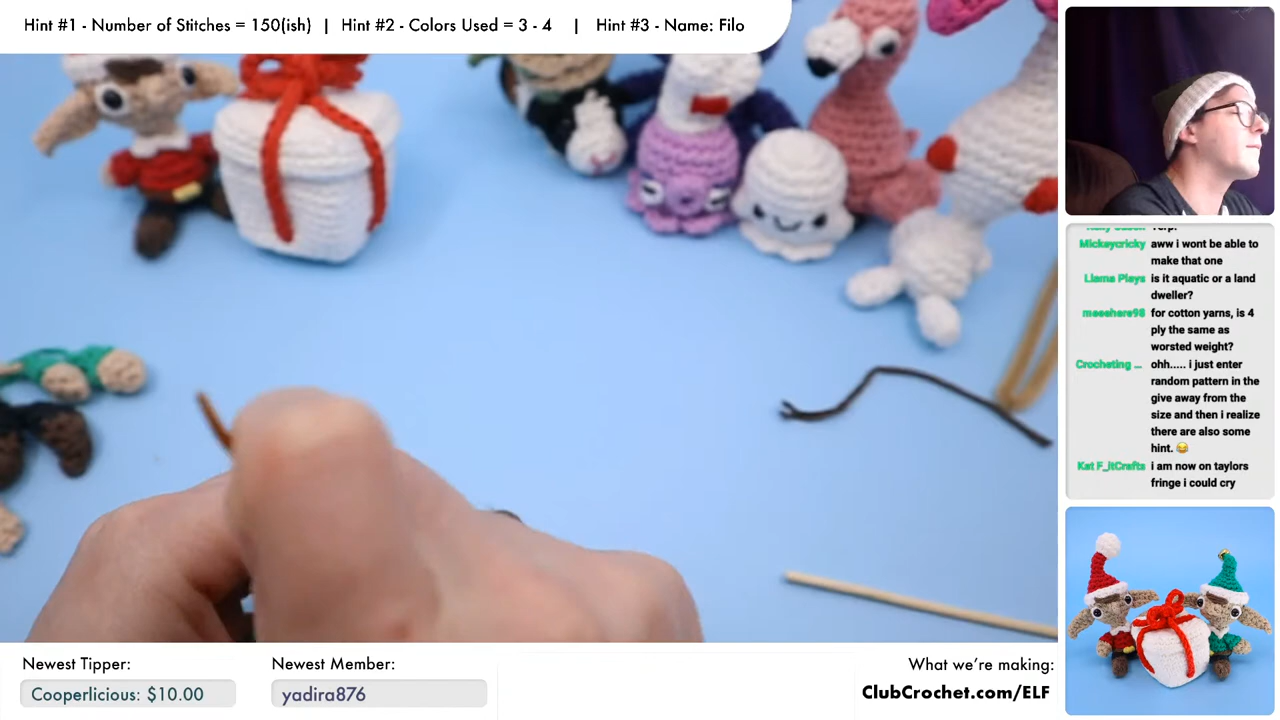 Hint #1 - Number of Stitches = 150(ish) | Hint #2 - Colors Used = 3 - 4 | Hint #3 - Name: Filo
Mickeycricky aww i wont be able to
make that one
Llama Plays is it aquatic or a land
dweller?
meeshere98 for cotton yarns, is 4
ply the same as
worsted weight?
Crocheting ... ohh..... i just enter
random pattern in the
give away from the
size and then i realize
there are also some
hint. 😂
Kat F_itCrafts i am now on taylors
fringe i could cry
Newest Tipper:
Cooperlicious: $10.00
Newest Member:
yadira876
What we're making:
ClubCrochet.com/ELF